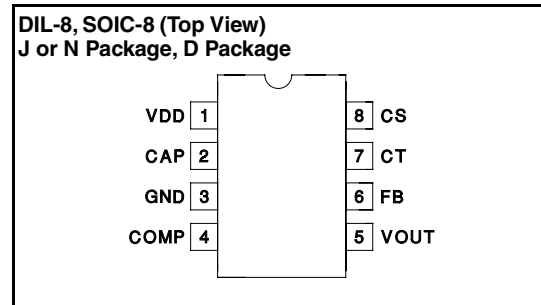 DIL-8, SOIC-8 (Top View)
J or N Package, D Package
VDD 1 8 CS
CAP 2 7 CT
GND 3 6 FB
COMP 4 5 VOUT